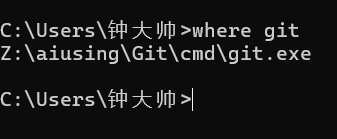 C:\Users\钟大帅>where git
Z:\aiusing\Git\cmd\git.exe
C:\Users\钟大帅>